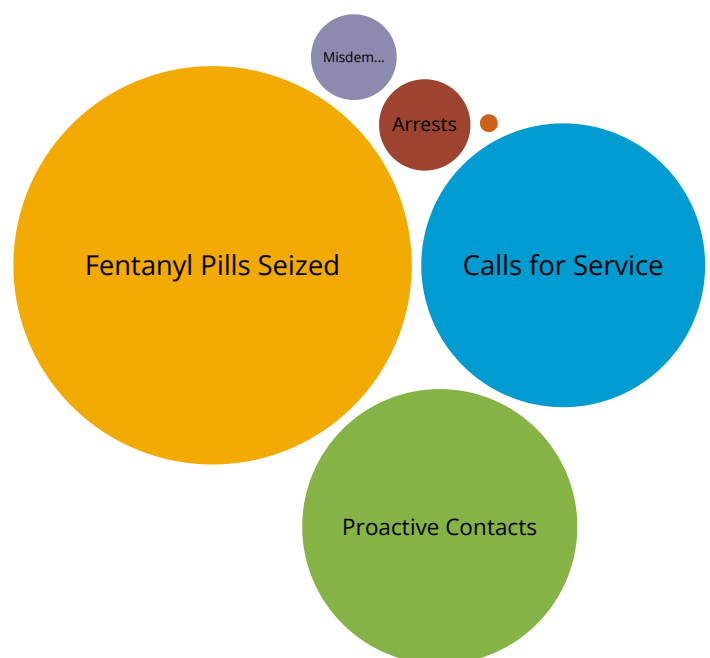 Misdem...
Arrests
Fentanyl Pills Seized
Calls for Service
Proactive Contacts